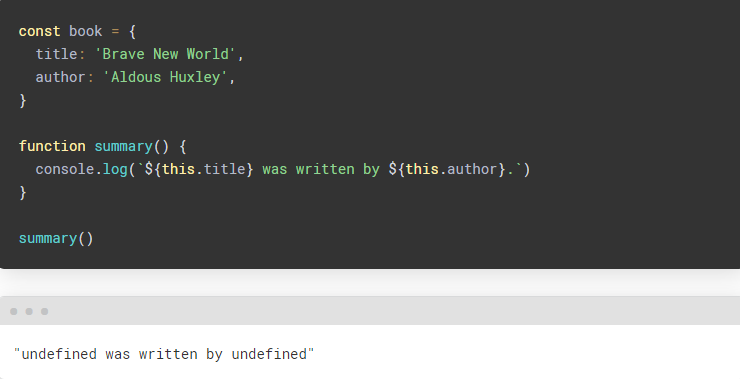 const book = {
  title: 'Brave New World',
  author: 'Aldous Huxley',
}
function summary() {
  console.log(`${this.title} was written by ${this.author}.`)
}
summary()
"undefined was written by undefined"